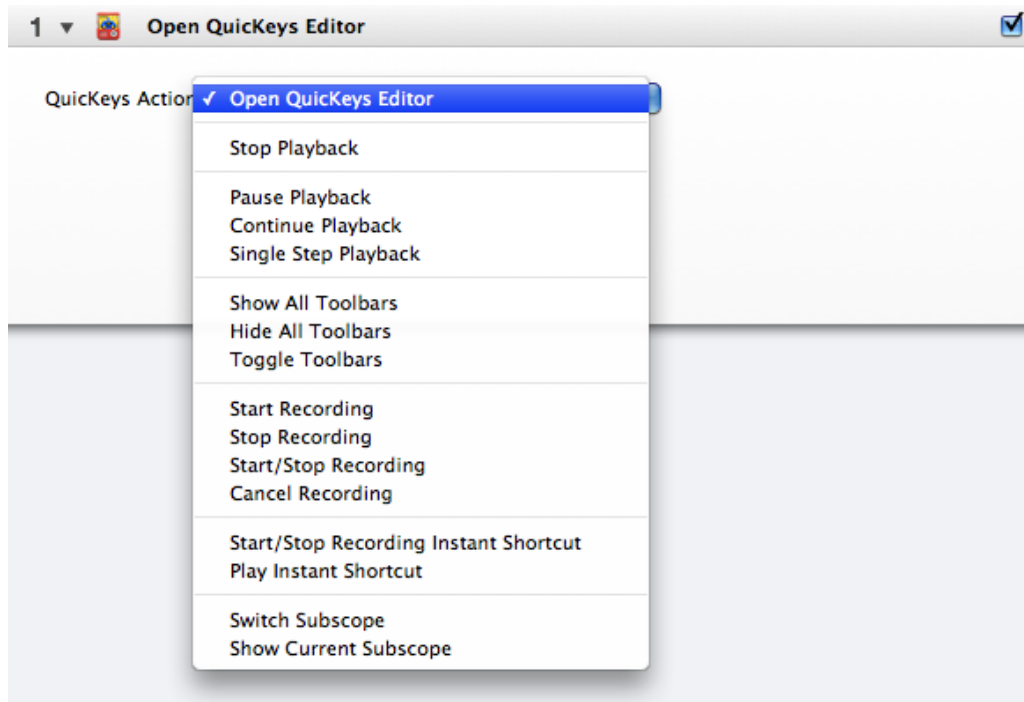 1 Open QuicKeys Editor
QuicKeys Action ✓ Open QuicKeys Editor
Stop Playback
Pause Playback
Continue Playback
Single Step Playback
Show All Toolbars
Hide All Toolbars
Toggle Toolbars
Start Recording
Stop Recording
Start/Stop Recording
Cancel Recording
Start/Stop Recording Instant Shortcut
Play Instant Shortcut
Switch Subscope
Show Current Subscope